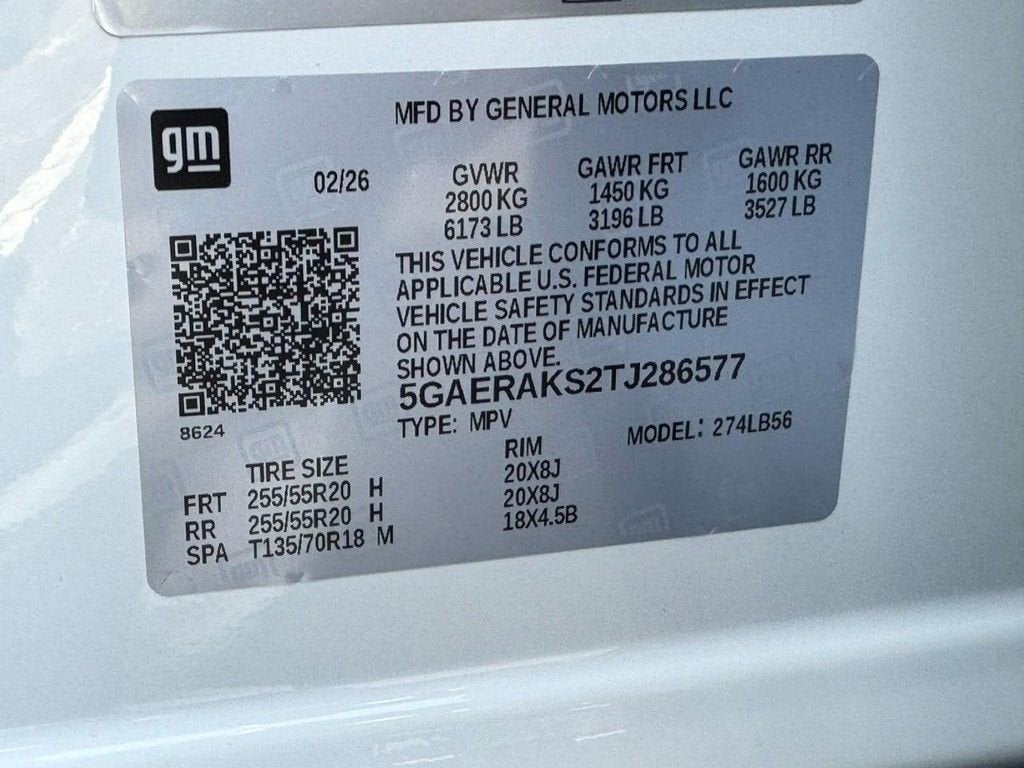 gm
MFD BY GENERAL MOTORS LLC
02/26
GVWR GAWR FRT GAWR RR
2800 KG 1450 KG 1600 KG
6173 LB 3196 LB 3527 LB
THIS VEHICLE CONFORMS TO ALL
APPLICABLE U.S. FEDERAL MOTOR
VEHICLE SAFETY STANDARDS IN EFFECT
ON THE DATE OF MANUFACTURE
SHOWN ABOVE.
5GAERAKS2TJ286577
8624
TYPE: MPV MODEL: 274LB56
TIRE SIZE RIM
FRT 255/55R20 H 20X8J
RR 255/55R20 H 20X8J
SPA T135/70R18 M 18X4.5B